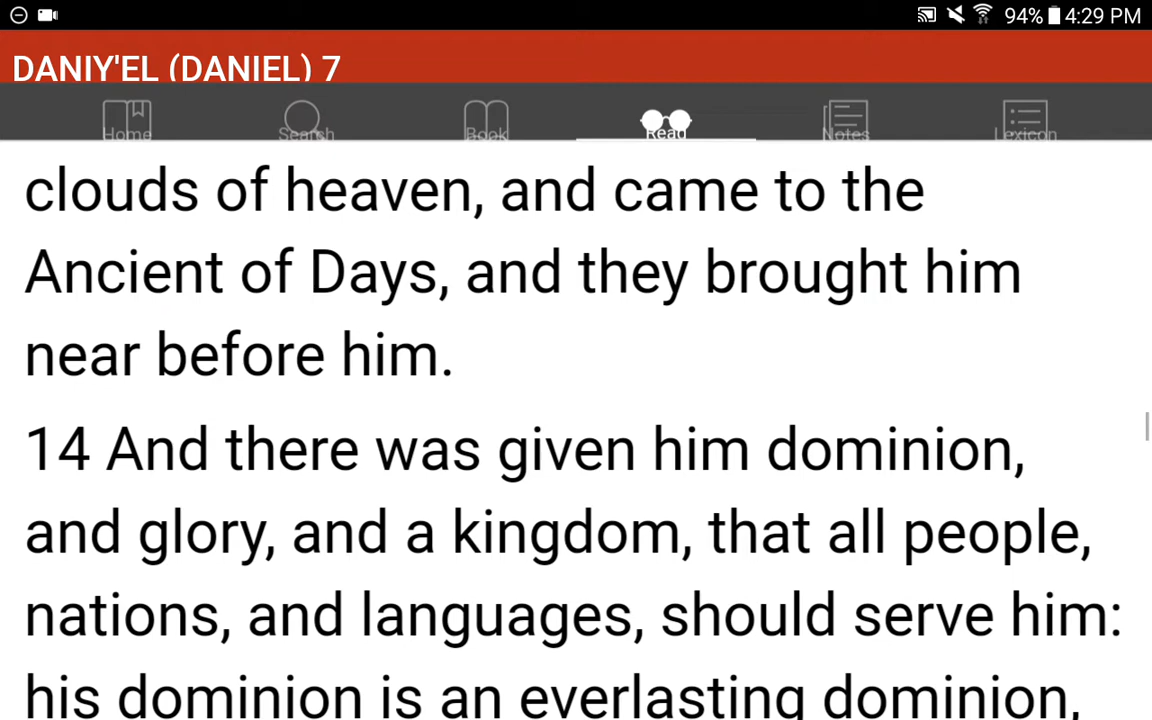 94% 4:29 PM
DANIY'EL (DANIEL) 7
Home Search Book Read Notes Lexicon
clouds of heaven, and came to the
Ancient of Days, and they brought him
near before him.
14 And there was given him dominion,
and glory, and a kingdom, that all people,
nations, and languages, should serve him:
his dominion is an everlasting dominion,